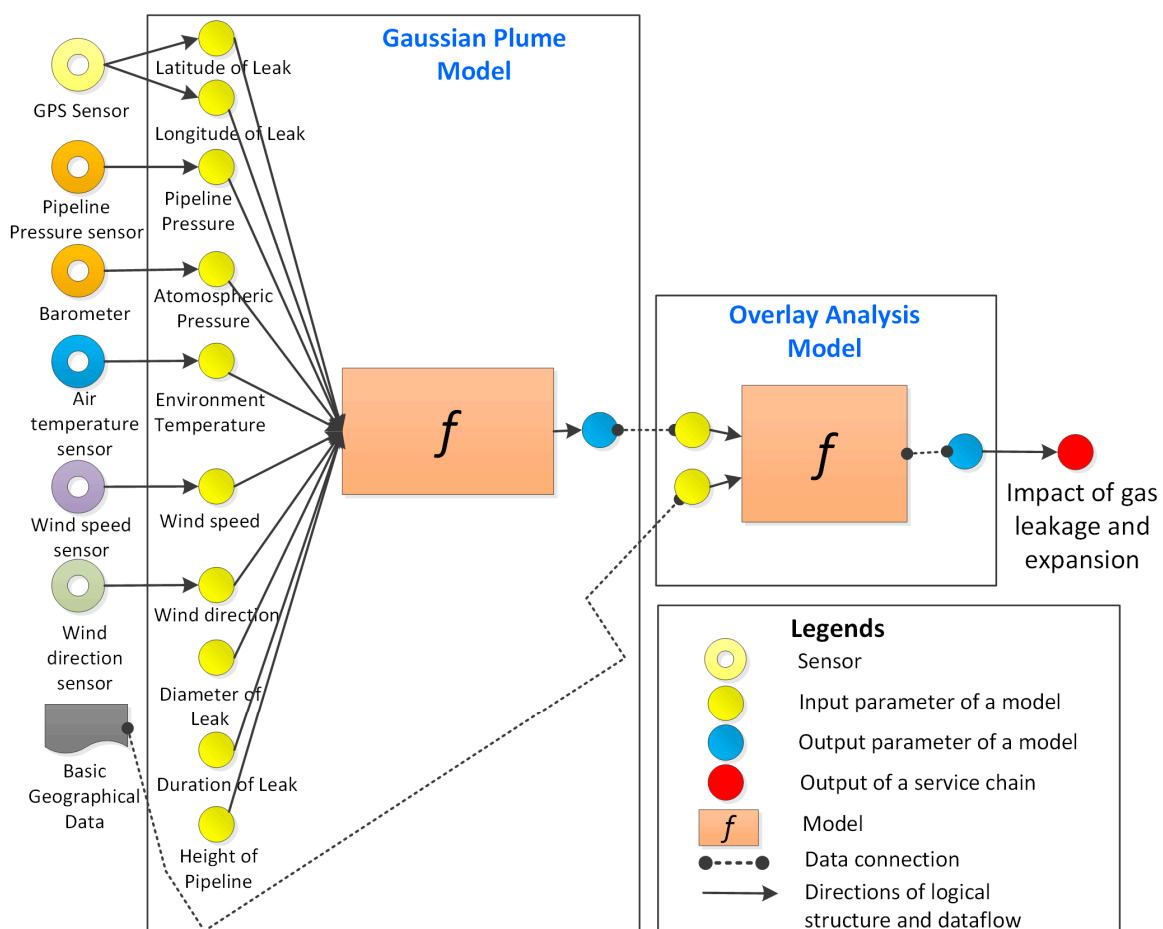 Gaussian Plume
Model
Latitude of Leak
GPS Sensor
Longitude of Leak
Pipeline
Pressure sensor
Pipeline
Pressure
Barometer
Atomospheric
Pressure
Air
temperature
sensor
Environment
Temperature
Wind speed
sensor
Wind speed
Wind
direction
sensor
Wind direction
Diameter of
Leak
Basic
Geographical
Data
Duration of Leak
Height of
Pipeline
f
Overlay Analysis
Model
f
Impact of gas
leakage and
expansion
Legends
Sensor
Input parameter of a model
Output parameter of a model
Output of a service chain
f
Model
Data connection
Directions of logical
structure and dataflow